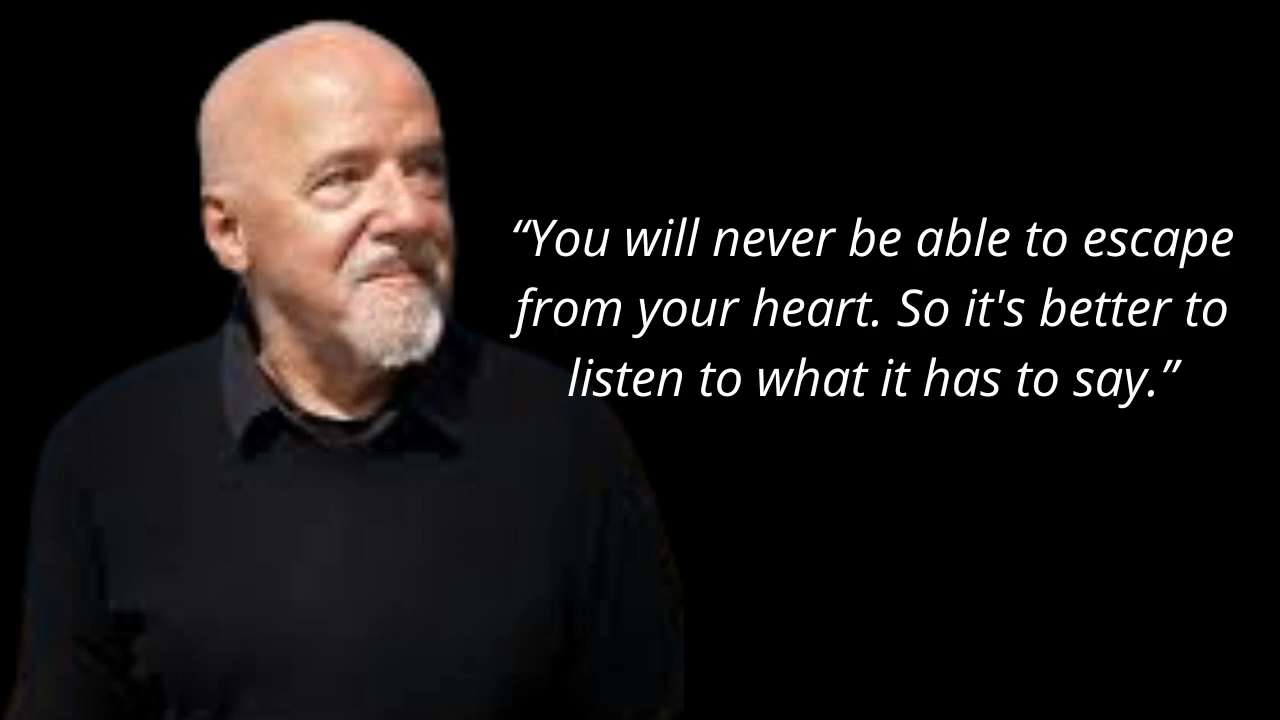 “You will never be able to escape
from your heart. So it's better to
listen to what it has to say.”